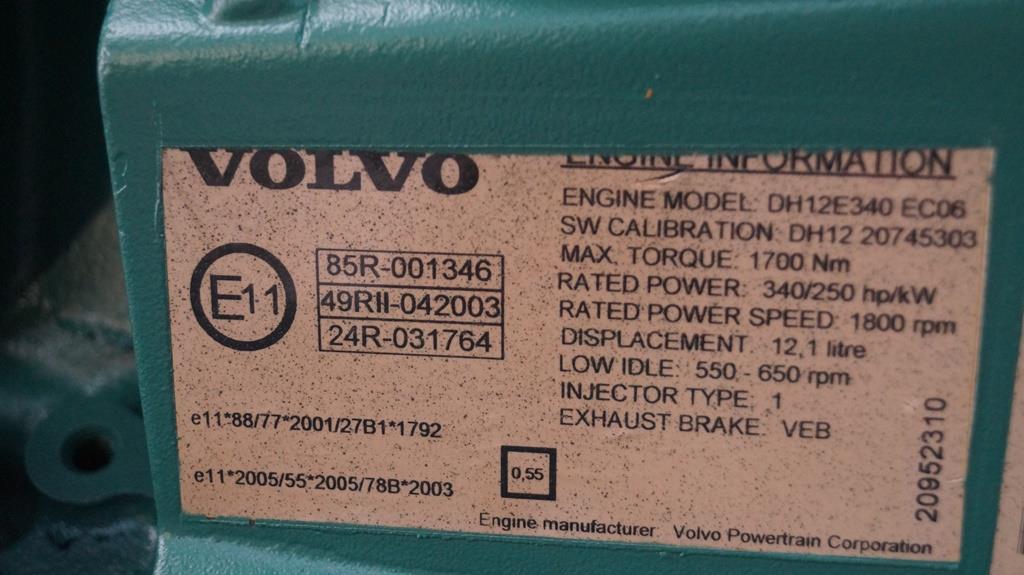 VOLVO
ENGINE INFORMATION
ENGINE MODEL: DH12E340 EC06
SW CALIBRATION: DH12 20745303
MAX. TORQUE: 1700 Nm
RATED POWER: 340/250 hp/kW
RATED POWER SPEED: 1800 rpm
DISPLACEMENT: 12,1 litre
LOW IDLE: 550 - 650 rpm
INJECTOR TYPE: 1
EXHAUST BRAKE: VEB
E11
85R-001346
49RII-042003
24R-031764
e11*88/77*2001/27B1*1792
e11*2005/55*2005/78B*2003
0,55
20952310
Engine manufacturer: Volvo Powertrain Corporation